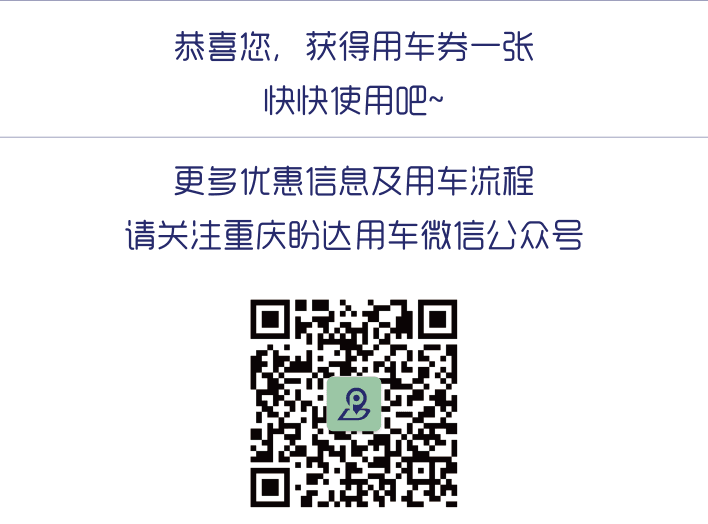 恭喜您，获得用车券一张
快快使用吧~
更多优惠信息及用车流程
请关注重庆盼达用车微信公众号